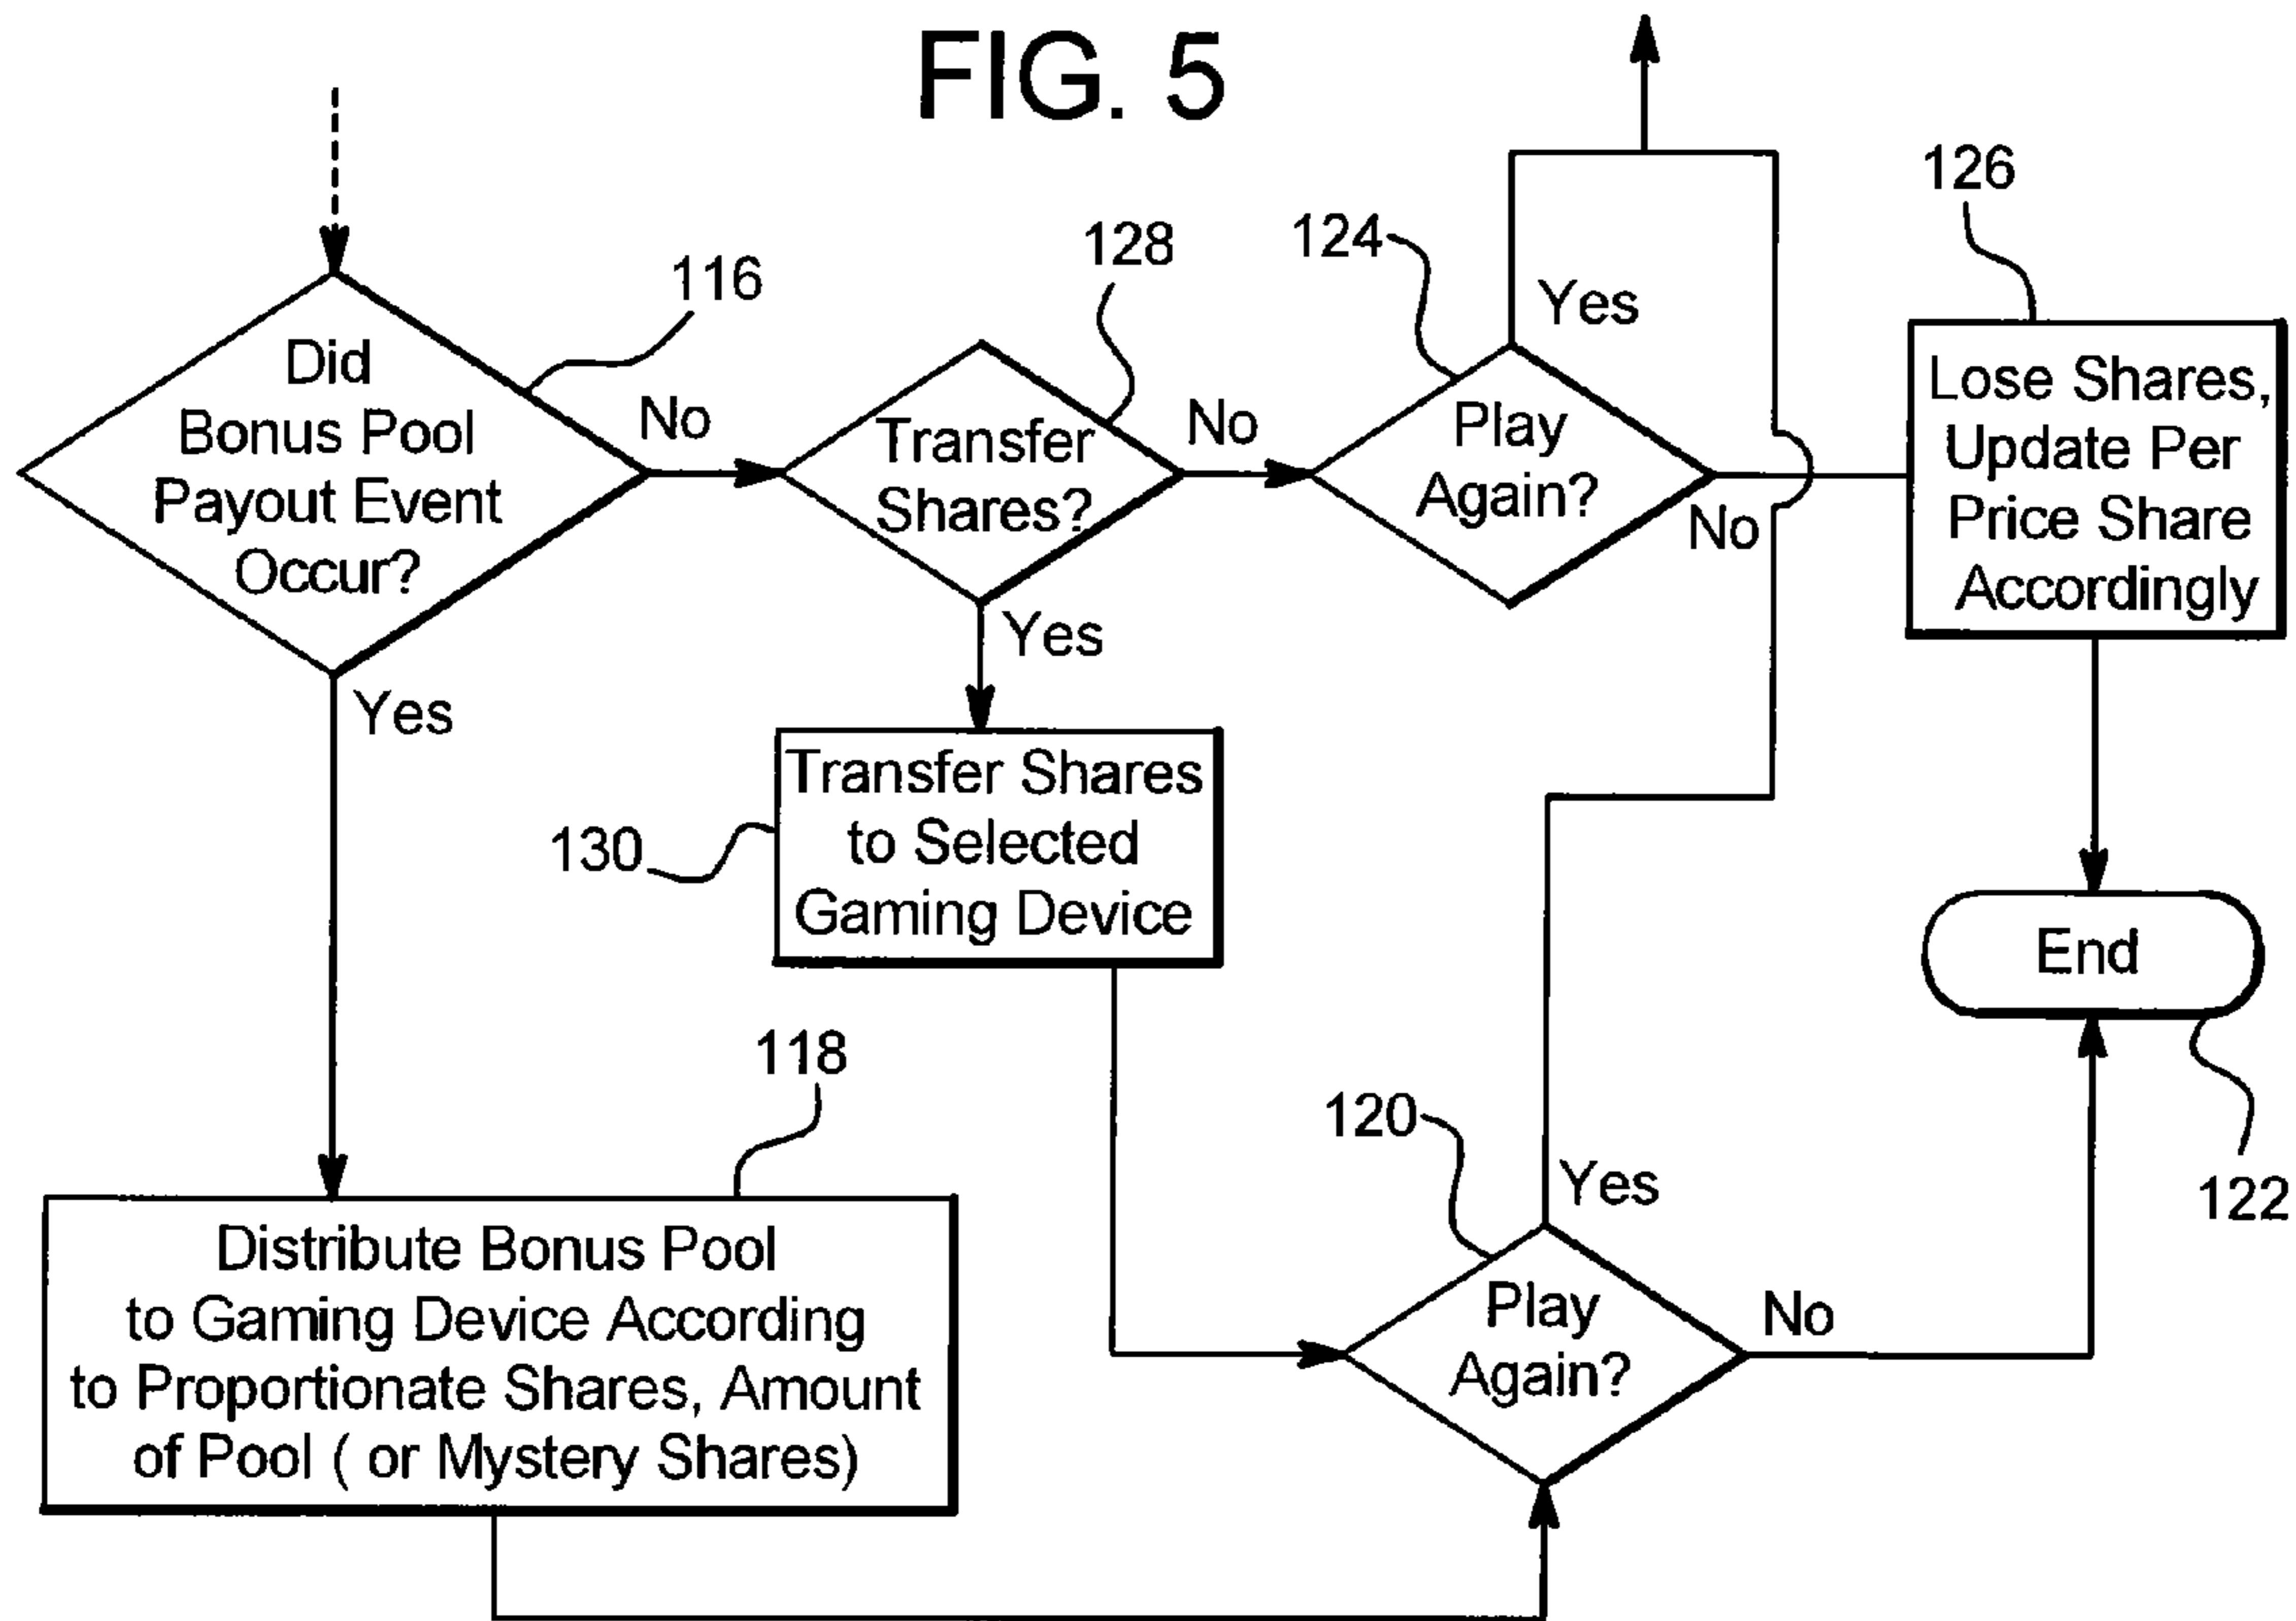 FIG. 5
116
Did
Bonus Pool
Payout Event
Occur?
No
Yes
128
Transfer
Shares?
No
Yes
124
Play
Again?
Yes
No
126
Lose Shares,
Update Per
Price Share
Accordingly
130
Transfer Shares
to Selected
Gaming Device
End
122
118
Distribute Bonus Pool
to Gaming Device According
to Proportionate Shares, Amount
of Pool ( or Mystery Shares)
120
Play
Again?
Yes
No